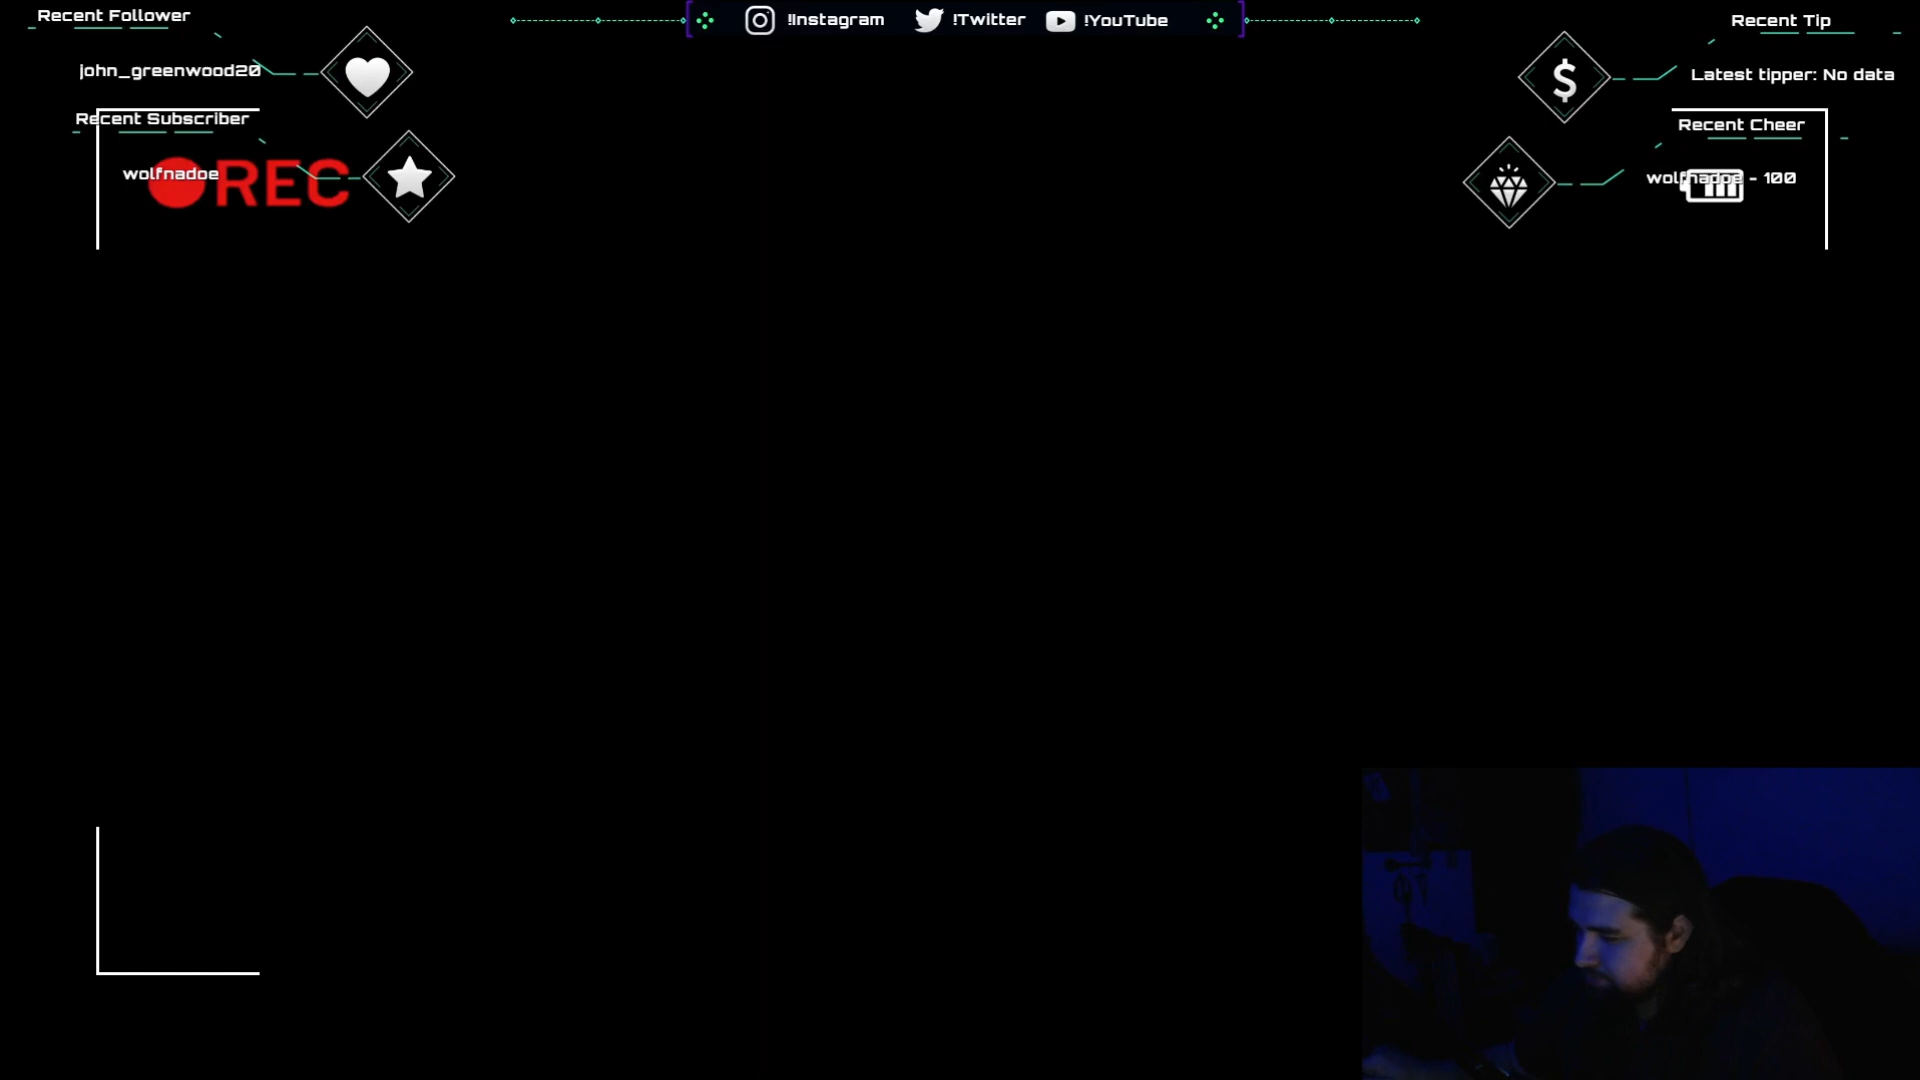 Recent Follower
!Instagram !Twitter !YouTube
Recent Tip
john_greenwood20
Latest tipper: No data
Recent Subscriber
Recent Cheer
wolfnadoe
REC
wolfnadoe - 100